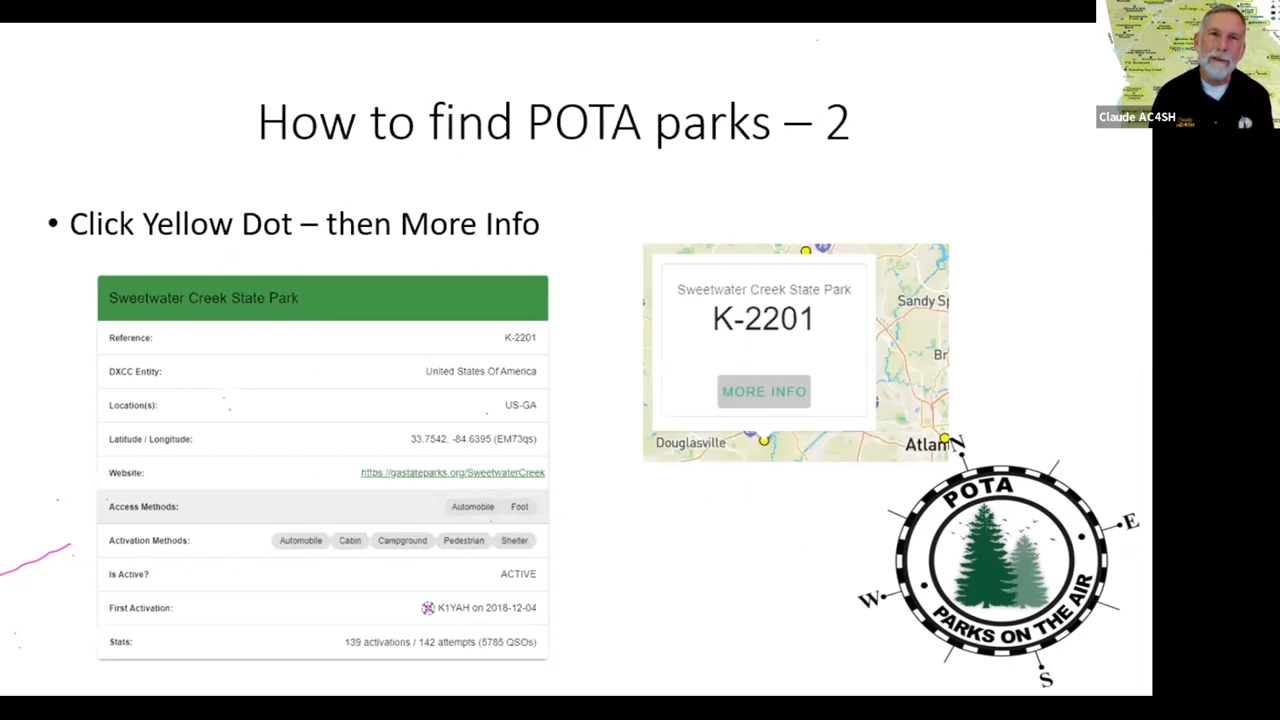 How to find POTA parks – 2
Claude AC4SH
• Click Yellow Dot – then More Info
Sweetwater Creek State Park
Reference: K-2201
DXCC Entity: United States Of America
Location(s): US-GA
Latitude / Longitude: 33.7542, -84.6395 (EM73qs)
Website: https://gastateparks.org/SweetwaterCreek
Access Methods: Automobile Foot
Activation Methods: Automobile Cabin Campground Pedestrian Shelter
Is Active? ACTIVE
First Activation: K1YAH on 2018-12-04
Stats: 139 activations / 142 attempts (5785 QSOs)
Sweetwater Creek State Park
K-2201
MORE INFO
Sandy Sp
Br
Douglasville
Atlan
N
POTA
E
W
PARKS ON THE AIR
S